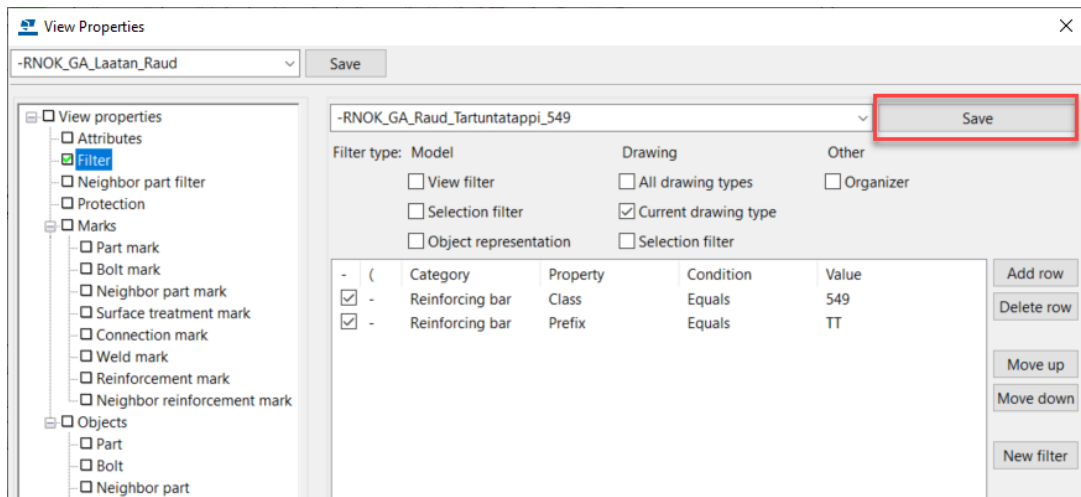 View Properties
-RNOK_GA_Laatan_Raud Save
View properties
Attributes
Filter
Neighbor part filter
Protection
Marks
Part mark
Bolt mark
Neighbor part mark
Surface treatment mark
Connection mark
Weld mark
Reinforcement mark
Neighbor reinforcement mark
Objects
Part
Bolt
Neighbor part
-RNOK_GA_Raud_Tartuntatappi_549 Save
Filter type: Model Drawing Other
View filter All drawing types Organizer
Selection filter Current drawing type
Object representation Selection filter
- ( Category Property Condition Value
- Reinforcing bar Class Equals 549
- Reinforcing bar Prefix Equals TT
Add row
Delete row
Move up
Move down
New filter